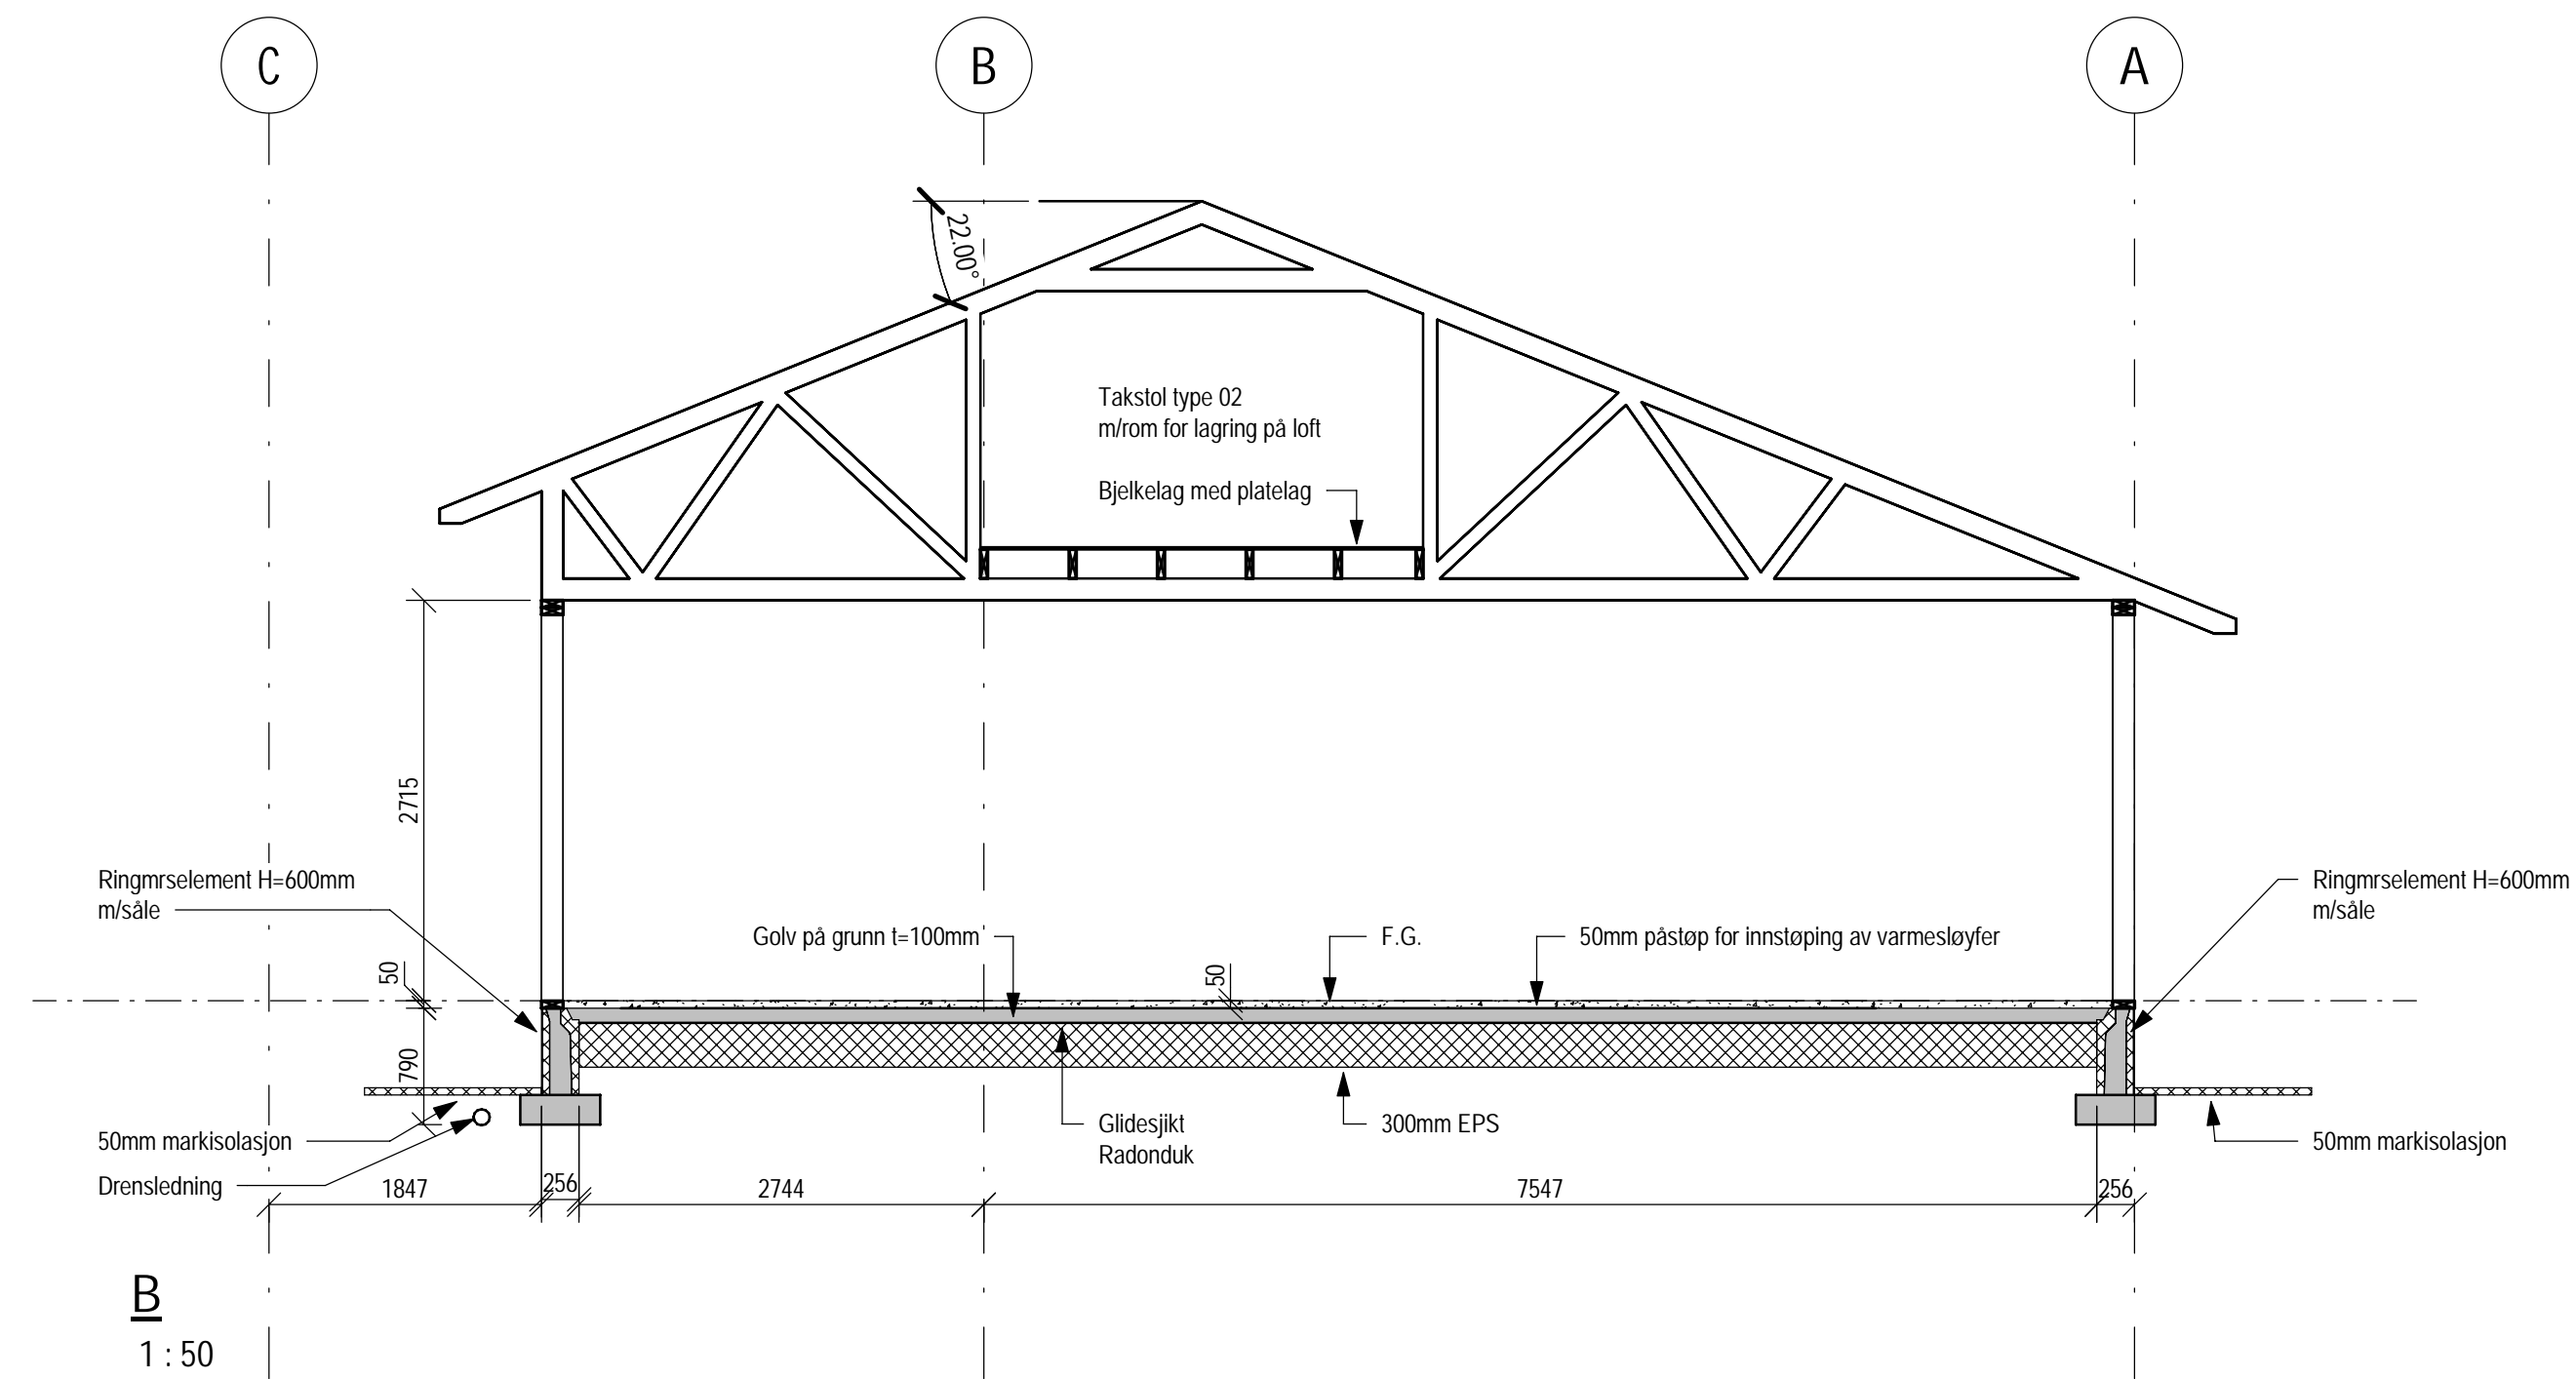 C
B
A
22.00°
Takstol type 02
m/rom for lagring på loft
Bjelkelag med platelag
2715
Ringmrselement H=600mm
m/såle
Ringmrselement H=600mm
m/såle
Golv på grunn t=100mm
F.G.
50mm påstøp for innstøping av varmesløyfer
50
50
790
50mm markisolasjon
Drensledning
Glidesjikt
Radonduk
300mm EPS
50mm markisolasjon
1847
256
2744
7547
256
B
1 : 50